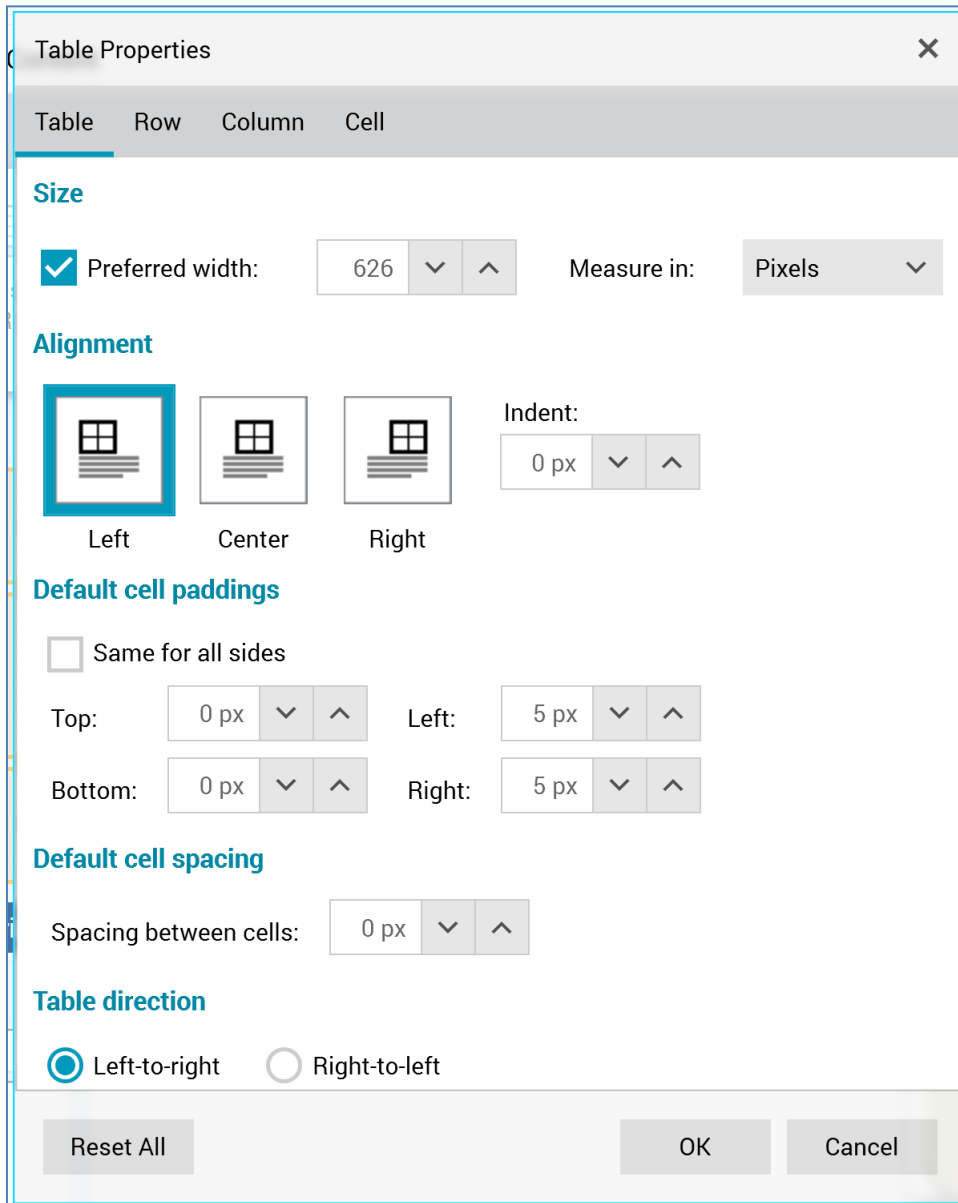 Table Properties
Table Row Column Cell
Size
Preferred width: 626 Measure in: Pixels
Alignment
Indent:
0 px
Left Center Right
Default cell paddings
Same for all sides
Top: 0 px Left: 5 px
Bottom: 0 px Right: 5 px
Default cell spacing
Spacing between cells: 0 px
Table direction
Left-to-right Right-to-left
Reset All OK Cancel